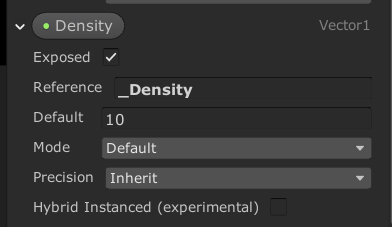 Density Vector1
Exposed
Reference _Density
Default 10
Mode Default
Precision Inherit
Hybrid Instanced (experimental)